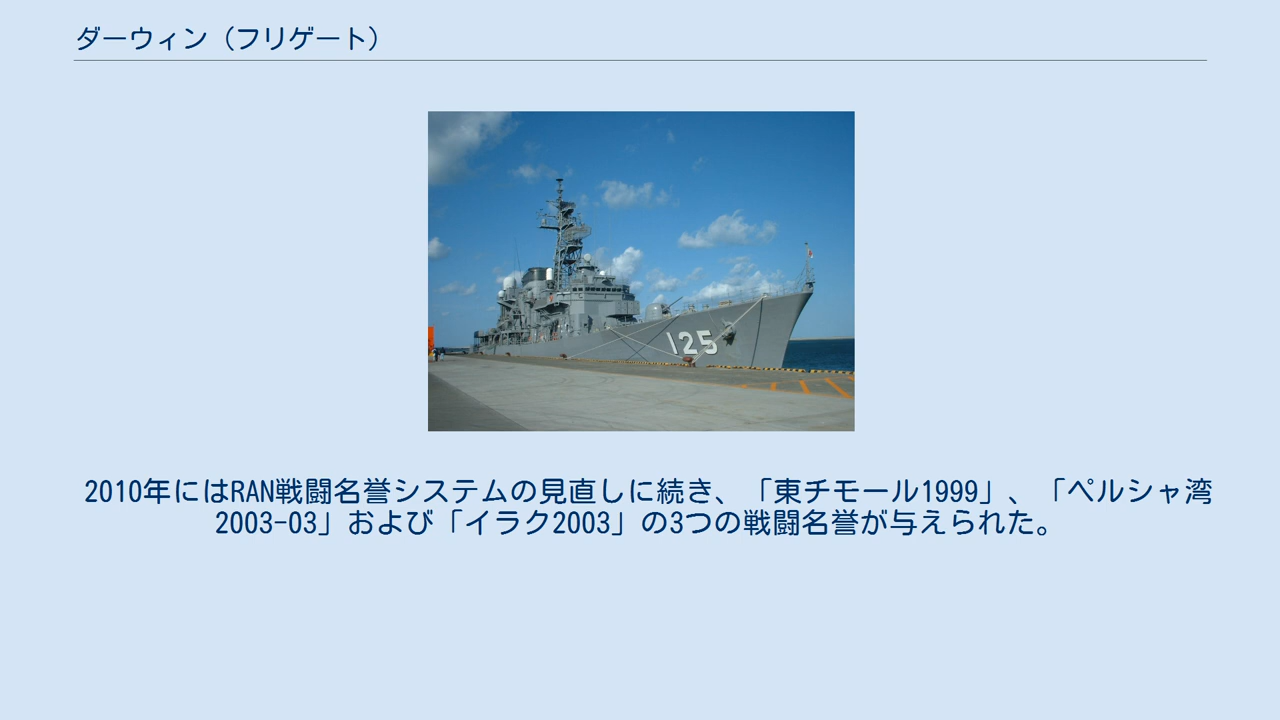 ダーウィン（フリゲート）
125
2010年にはRAN戦闘名誉システムの見直しに続き、「東チモール1999」、「ペルシャ湾
2003-03」および「イラク2003」の3つの戦闘名誉が与えられた。